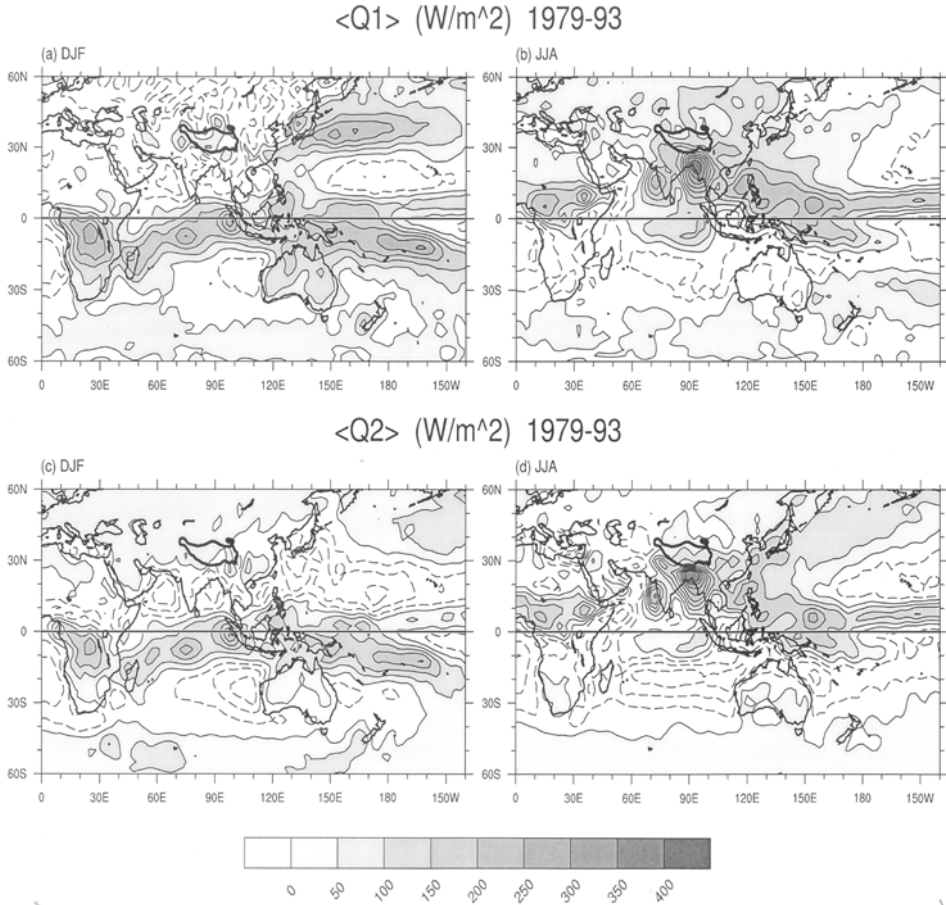 <Q1> (W/m^2) 1979-93
(a) DJF
(b) JJA
60N
30N
0
30S
60S
0 30E 60E 90E 120E 150E 180 150W
60N
30N
0
30S
60S
0 30E 60E 90E 120E 150E 180 150W
<Q2> (W/m^2) 1979-93
(c) DJF
(d) JJA
60N
30N
0
30S
60S
0 30E 60E 90E 120E 150E 180 150W
60N
30N
0
30S
60S
0 30E 60E 90E 120E 150E 180 150W
0 50 100 150 200 250 300 350 400